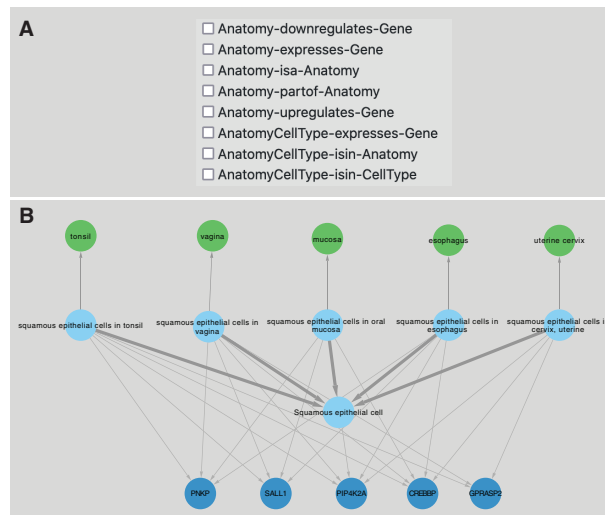 A
Anatomy-downregulates-Gene
Anatomy-expresses-Gene
Anatomy-isa-Anatomy
Anatomy-partof-Anatomy
Anatomy-upregulates-Gene
AnatomyCellType-expresses-Gene
AnatomyCellType-isin-Anatomy
AnatomyCellType-isin-CellType
B
tonsil
vagina
mucosa
esophagus
uterine cervix
squamous epithelial cells in tonsil
squamous epithelial cells in
vagina
squamous epithelial cells in oral
mucosa
squamous epithelial cells in
esophagus
squamous epithelial cells i
cervix, uterine
Squamous epithelial cell
PNKP
SALL1
PIP4K2A
CREBBP
GPRASP2